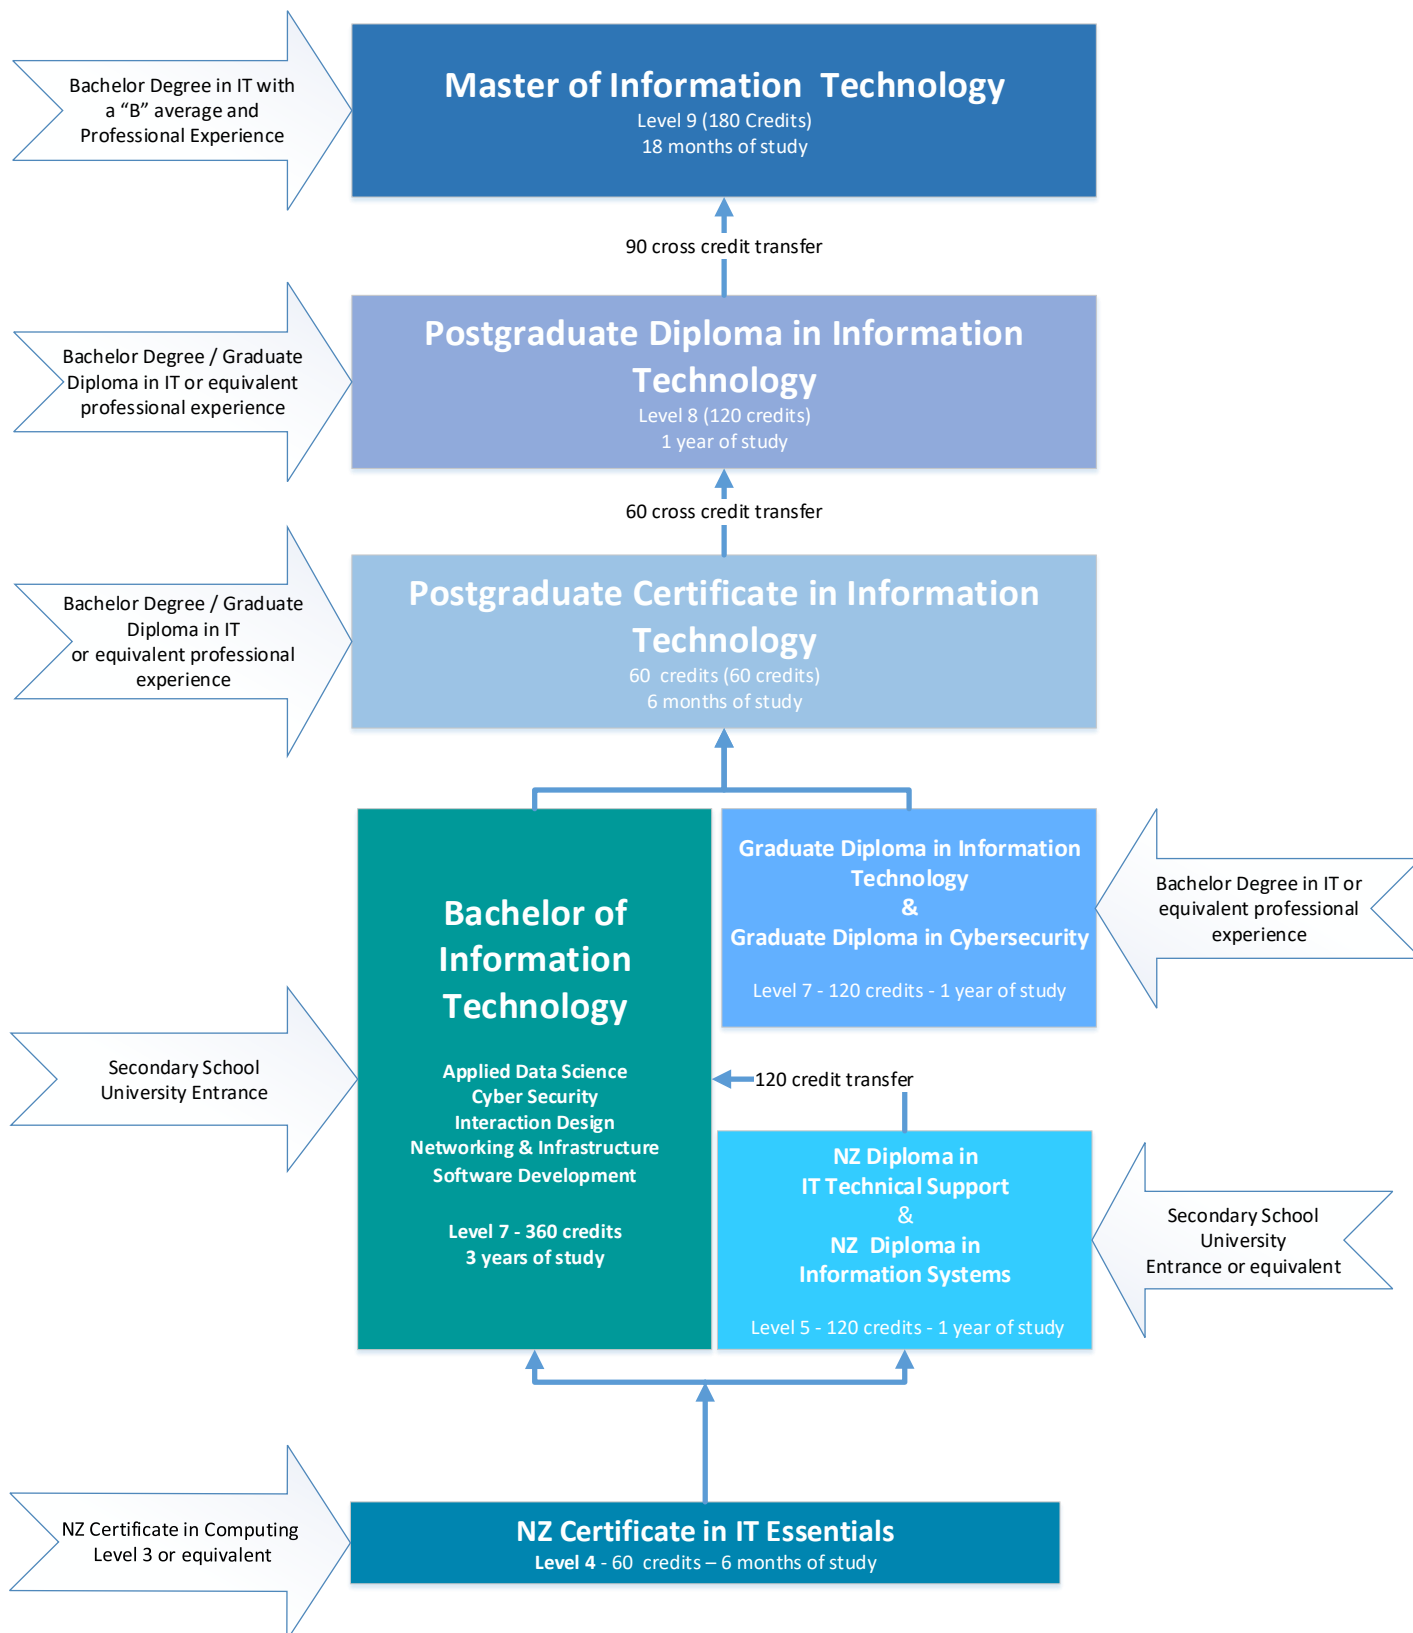 Bachelor Degree in IT with
a “B” average and
Professional Experience
Master of Information Technology
Level 9 (180 Credits)
18 months of study
90 cross credit transfer
Bachelor Degree / Graduate
Diploma in IT or equivalent
professional experience
Postgraduate Diploma in Information
Technology
Level 8 (120 credits)
1 year of study
60 cross credit transfer
Bachelor Degree / Graduate
Diploma in IT
or equivalent professional
experience
Postgraduate Certificate in Information
Technology
60 credits (60 credits)
6 months of study
Bachelor of
Information
Technology
Applied Data Science
Cyber Security
Interaction Design
Networking & Infrastructure
Software Development
Level 7 - 360 credits
3 years of study
Graduate Diploma in Information
Technology
&
Graduate Diploma in Cybersecurity
Level 7 - 120 credits - 1 year of study
Bachelor Degree in IT or
equivalent professional
experience
Secondary School
University Entrance
120 credit transfer
NZ Diploma in
IT Technical Support
&
NZ Diploma in
Information Systems
Level 5 - 120 credits - 1 year of study
Secondary School
University
Entrance or equivalent
NZ Certificate in Computing
Level 3 or equivalent
NZ Certificate in IT Essentials
Level 4 - 60 credits – 6 months of study